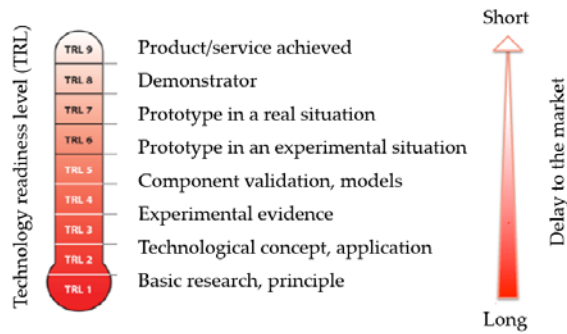 Technology readiness level (TRL)
TRL 9
TRL 8
TRL 7
TRL 6
TRL 5
TRL 4
TRL 3
TRL 2
TRL 1
Product/service achieved
Demonstrator
Prototype in a real situation
Prototype in an experimental situation
Component validation, models
Experimental evidence
Technological concept, application
Basic research, principle
Short
Delay to the market
Long